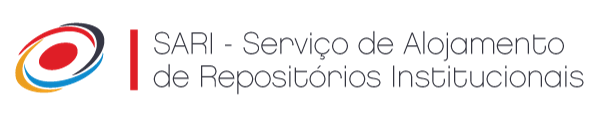 SARI - Serviço de Alojamento
de Repositórios Institucionais